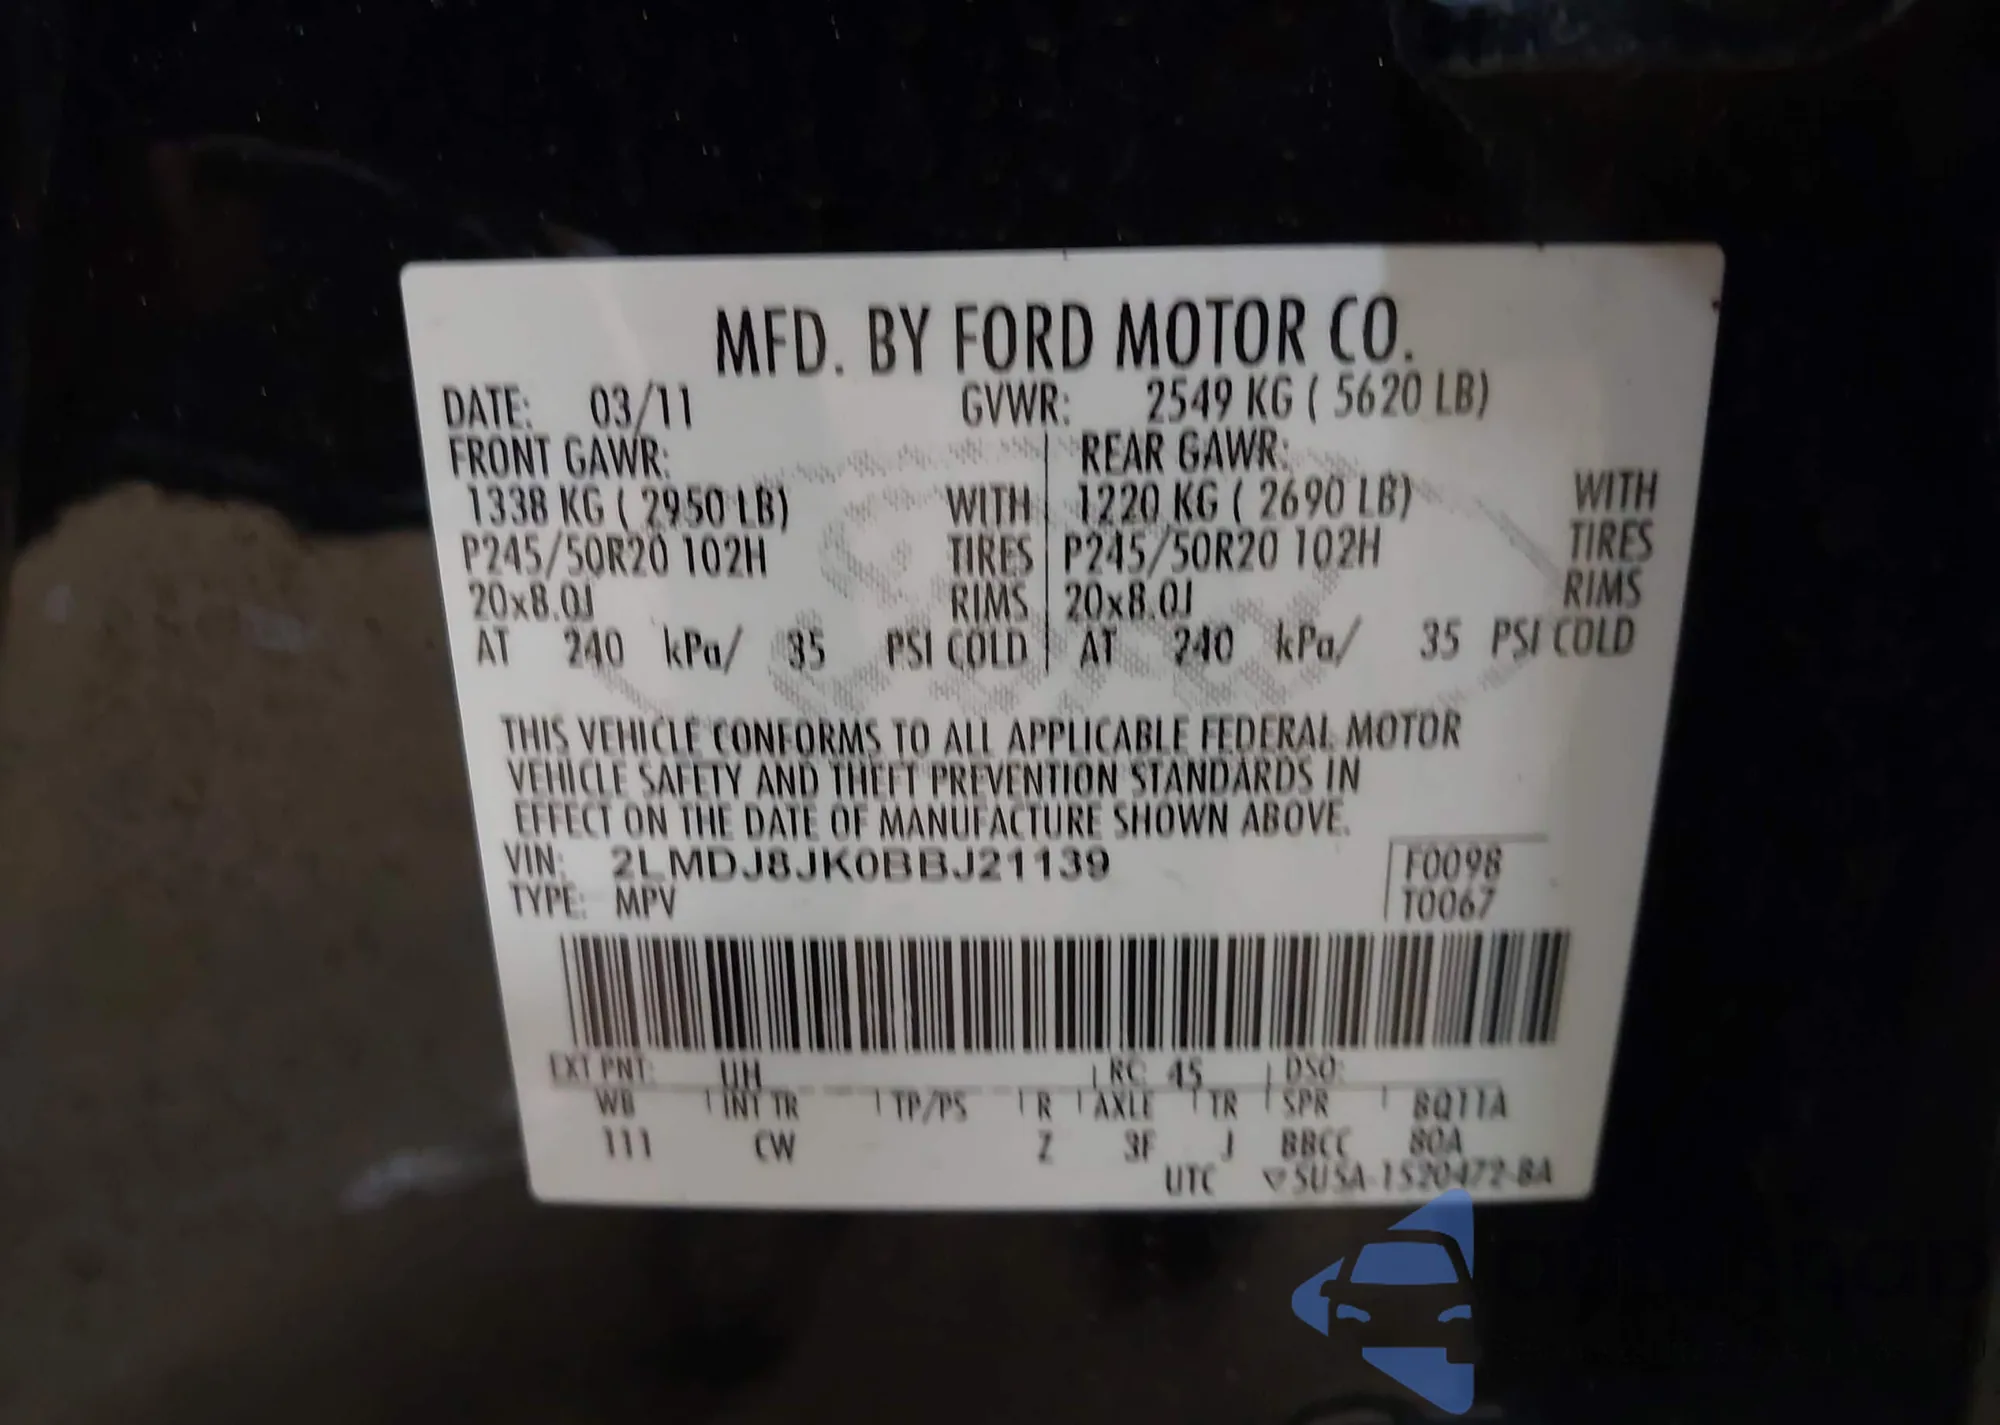 MFD. BY FORD MOTOR CO.
DATE: 03/11 GVWR: 2549 KG ( 5620 LB)
FRONT GAWR: REAR GAWR:
1338 KG ( 2950 LB) WITH 1220 KG ( 2690 LB) WITH
P245/50R20 102H TIRES P245/50R20 102H TIRES
20x8.0J RIMS 20x8.0J RIMS
AT 240 kPa/ 35 PSI COLD AT 240 kPa/ 35 PSI COLD
THIS VEHICLE CONFORMS TO ALL APPLICABLE FEDERAL MOTOR
VEHICLE SAFETY AND THEFT PREVENTION STANDARDS IN
EFFECT ON THE DATE OF MANUFACTURE SHOWN ABOVE.
VIN: 2LMDJ8JK0BBJ21139 F0098
TYPE: MPV T0067
EXT PNT: UH RC: 45 DSO:
WB INT TR TP/PS R AXLE TR SPR 8Q11A
111 CW Z 3F J BBCC 80A
UTC ▽5U5A-1520472-BA